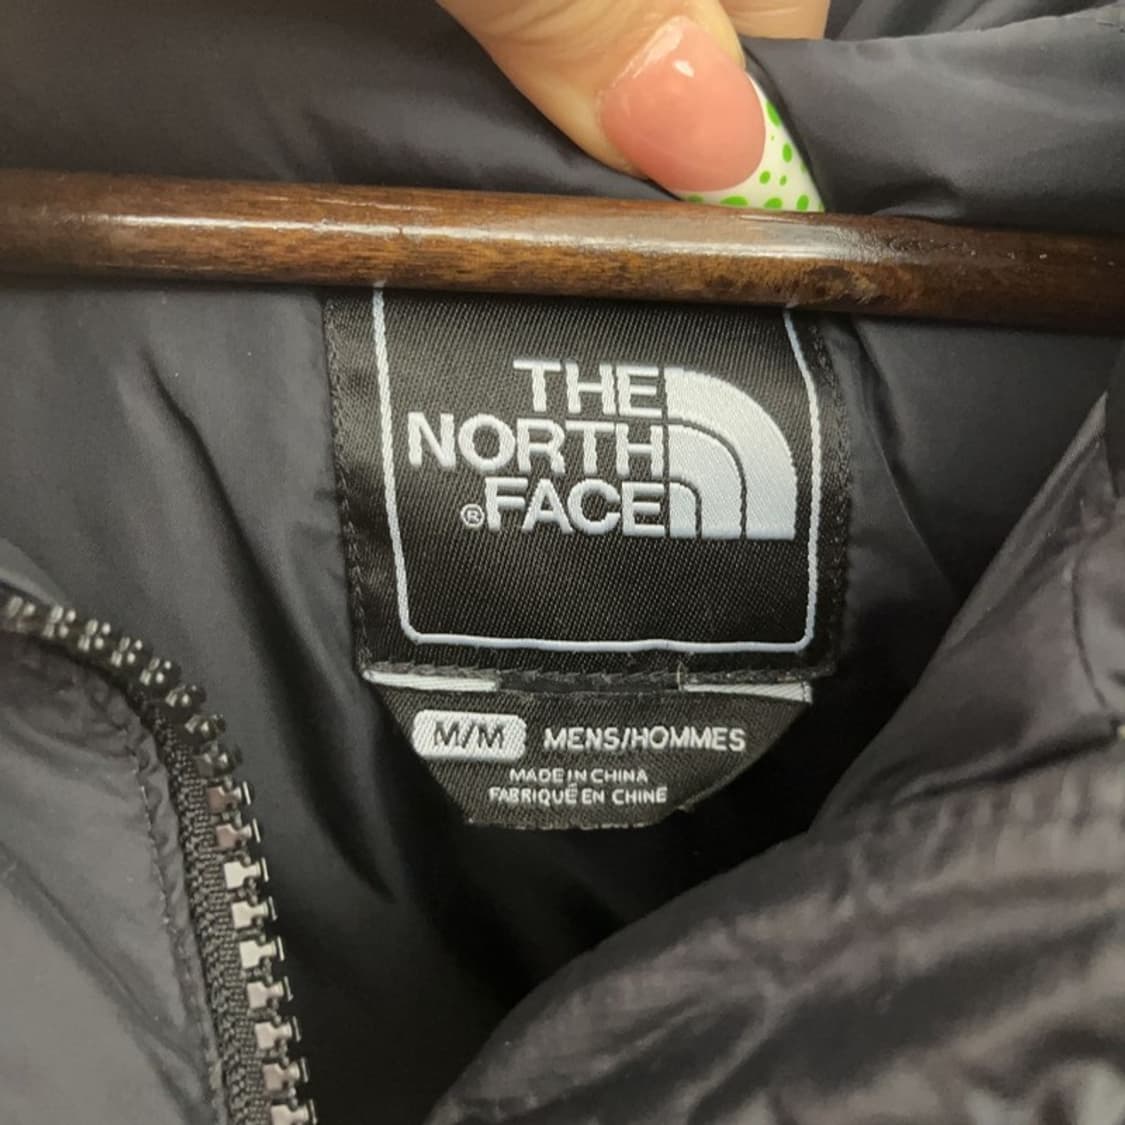 THE
NORTH
®FACE
M/M MENS/HOMMES
MADE IN CHINA
FABRIQUÉ EN CHINE